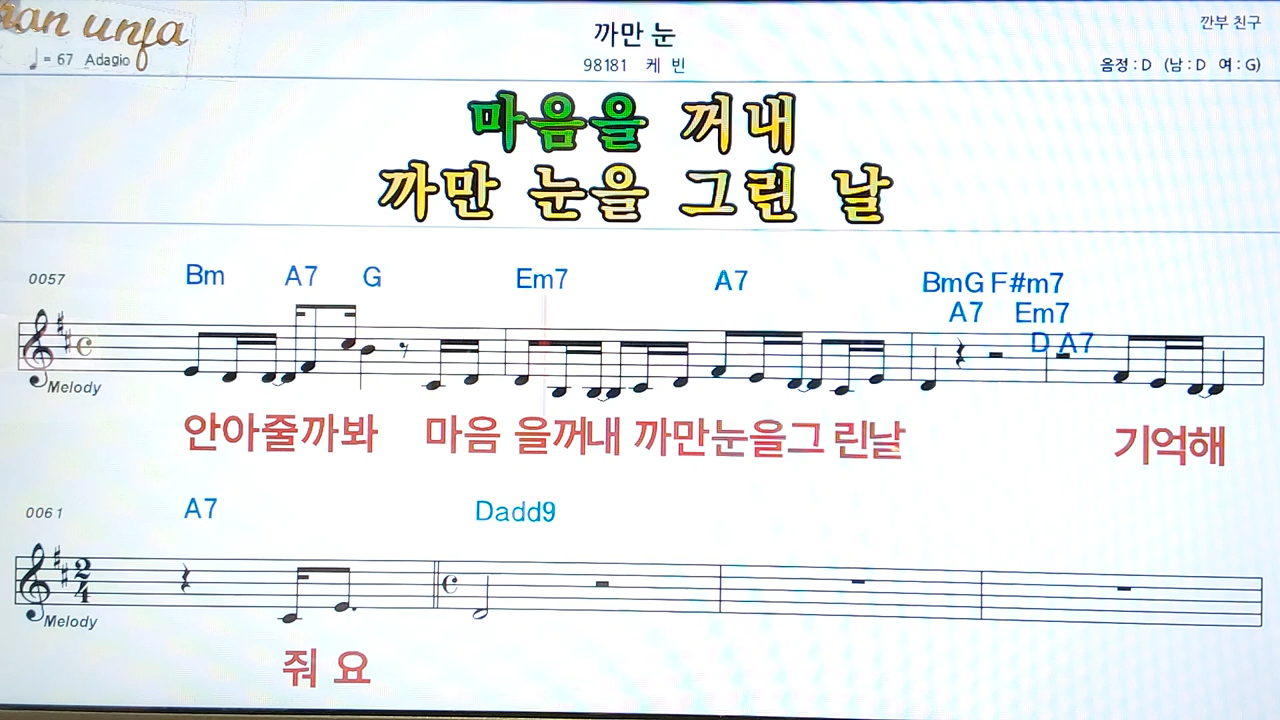 까만 눈
깐부 친구
♩ = 67 Adagio
98181 케 빈
음정 : D (남 : D 여 : G)
마음을 꺼내
까만 눈을 그린 날
0057 Bm A7 G Em7 A7 BmG F#m7
A7 Em7
D A7
Melody
안아줄까봐 마음 을꺼내 까만눈을그 린날 기억해
0061 A7 Dadd9
2
4
Melody
줘 요